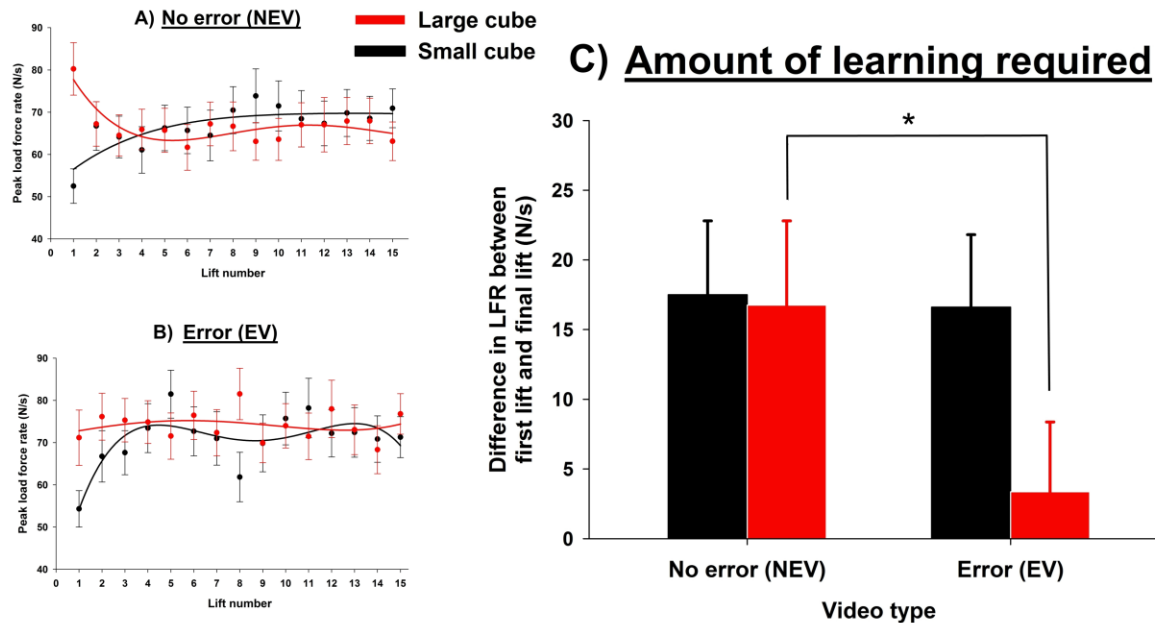 A) No error (NEV)
Large cube
Small cube
Peak load force rate (N/s)
90
80
70
60
50
40
0 1 2 3 4 5 6 7 8 9 10 11 12 13 14 15
Lift number
B) Error (EV)
Peak load force rate (N/s)
90
80
70
60
50
40
0 1 2 3 4 5 6 7 8 9 10 11 12 13 14 15
Lift number
C) Amount of learning required
Difference in LFR between
first lift and final lift (N/s)
30
25
20
15
10
5
0
*
No error (NEV) Error (EV)
Video type